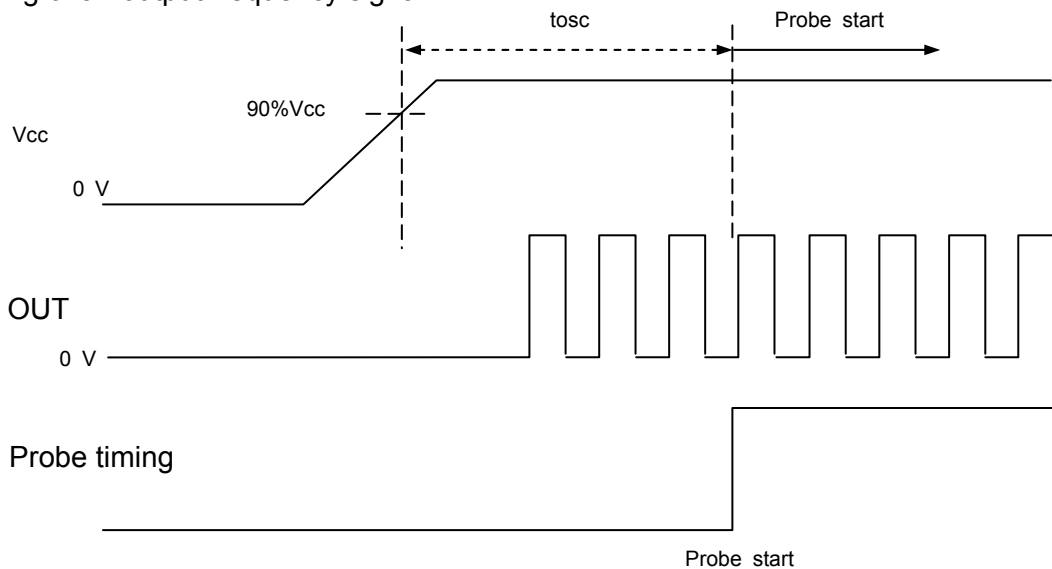 tosc Probe start
90%Vcc
Vcc
0 V
OUT
0 V
Probe timing
Probe start